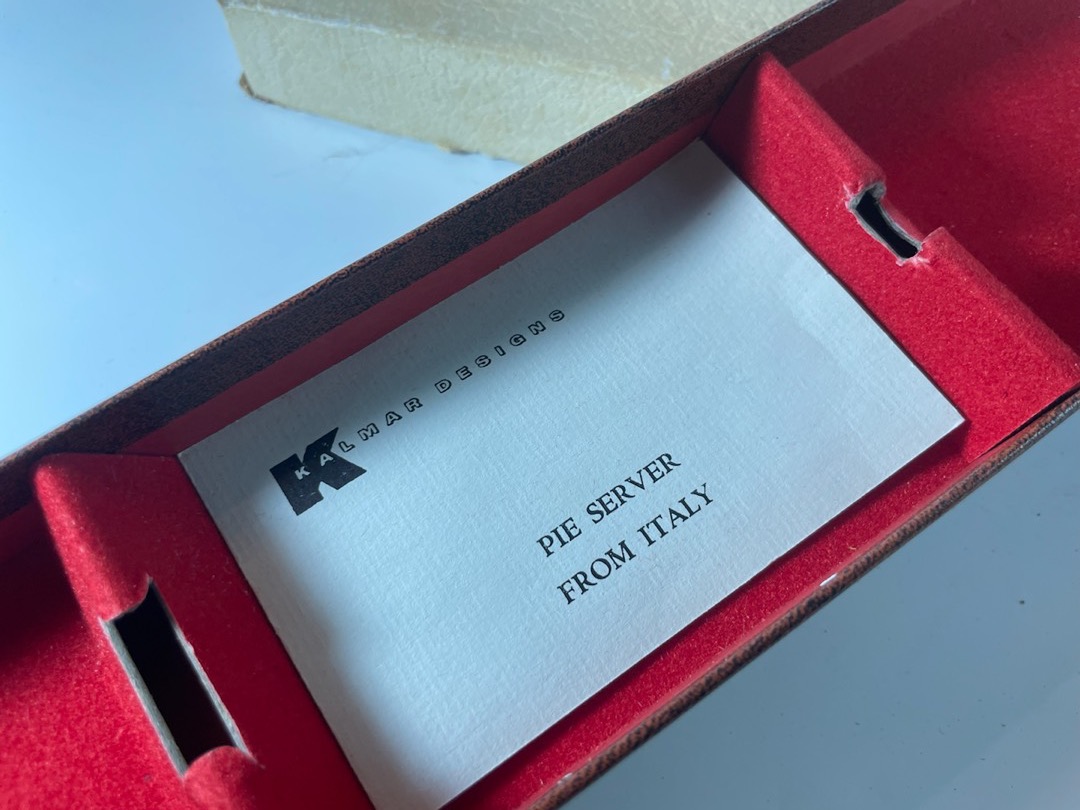 KALMAR DESIGNS
PIE SERVER
FROM ITALY